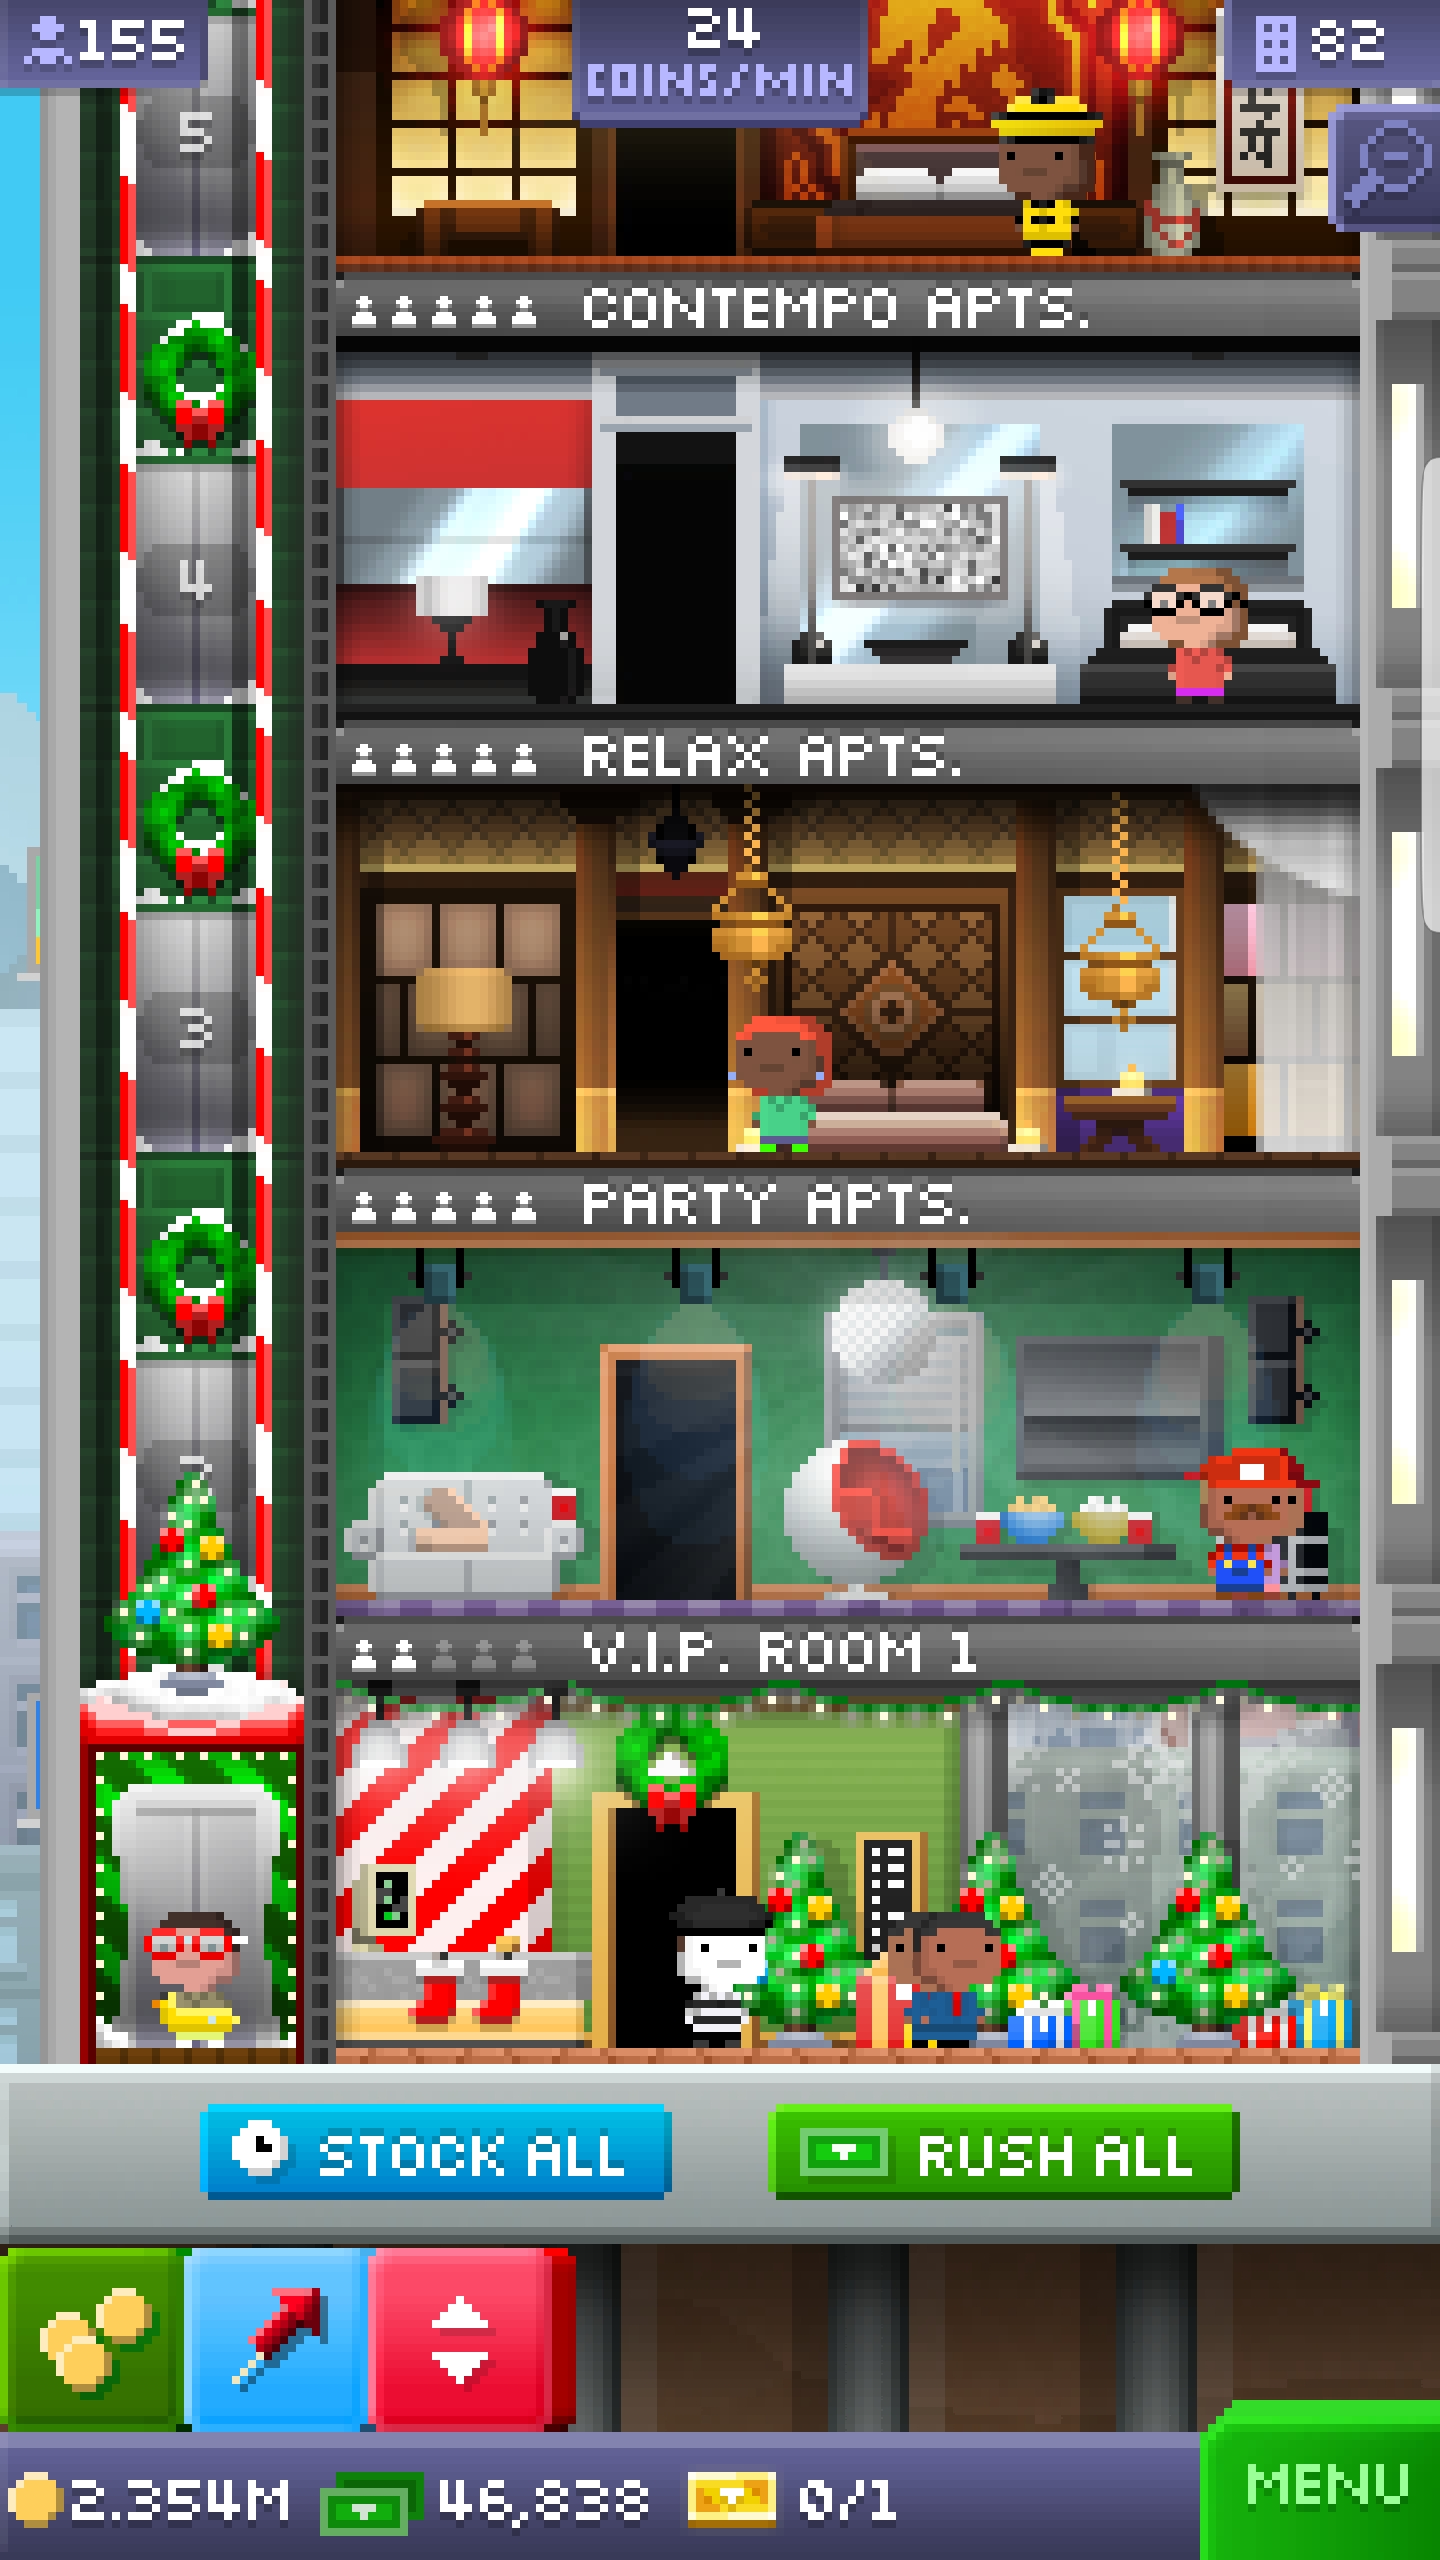 155
24
COINS/MIN
82
5
CONTEMPO APTS.
4
RELAX APTS.
3
PARTY APTS.
V.I.P. ROOM 1
STOCK ALL
RUSH ALL
2.354M
46,838
0/1
MENU